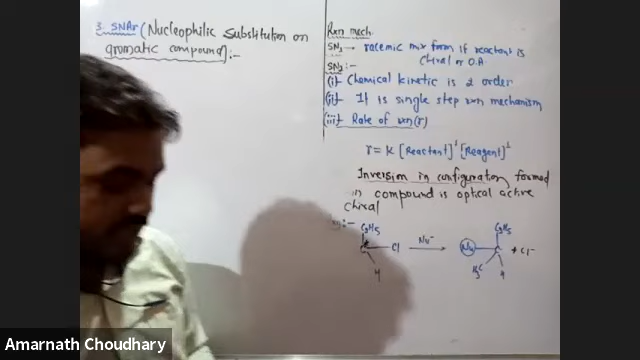 3. SNAr (Nucleophilic Substitution on
aromatic compound):-
Rxn mech.
SN1 → racemic mix form if reactant is
chiral or O.A.
SN2:-
(i) Chemical kinetic is 2 order
(ii) It is single step rxn mechanism
(iii) Rate of rxn(r)
r = K [Reactant]¹ [Reagent]¹
Inversion in configuration formed
in compound is optical active
chiral
C2H5 C2H5
Cl Nu⁻ Nu C + Cl⁻
H H3C H
Amarnath Choudhary